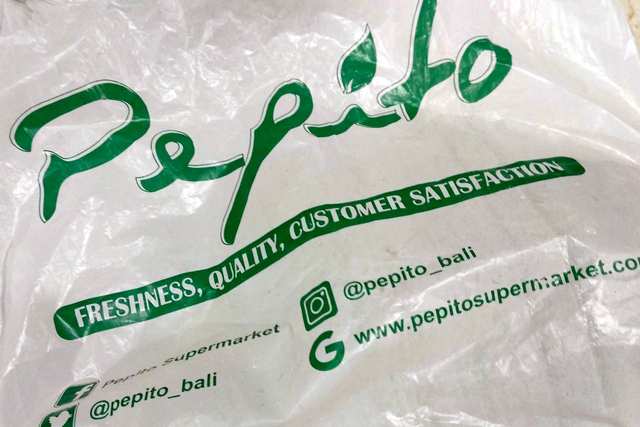 Pepito
FRESHNESS, QUALITY, CUSTOMER SATISFACTION
@pepito_bali
www.pepitosupermarket.co
Pepito Supermarket
@pepito_bali